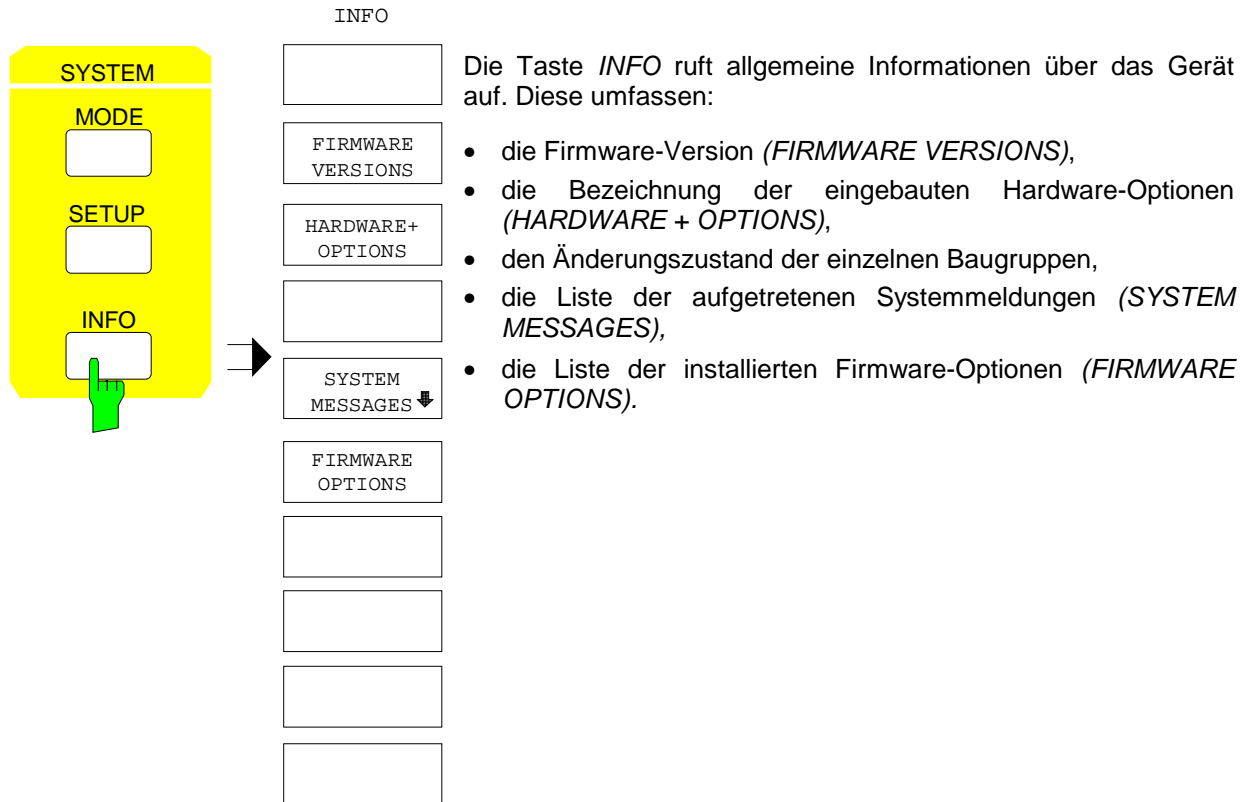 INFO
SYSTEM
MODE
SETUP
INFO
FIRMWARE
VERSIONS
HARDWARE+
OPTIONS
SYSTEM
MESSAGES
FIRMWARE
OPTIONS
Die Taste INFO ruft allgemeine Informationen über das Gerät
auf. Diese umfassen:
• die Firmware-Version (FIRMWARE VERSIONS),
• die Bezeichnung der eingebauten Hardware-Optionen
(HARDWARE + OPTIONS),
• den Änderungszustand der einzelnen Baugruppen,
• die Liste der aufgetretenen Systemmeldungen (SYSTEM
MESSAGES),
• die Liste der installierten Firmware-Optionen (FIRMWARE
OPTIONS).